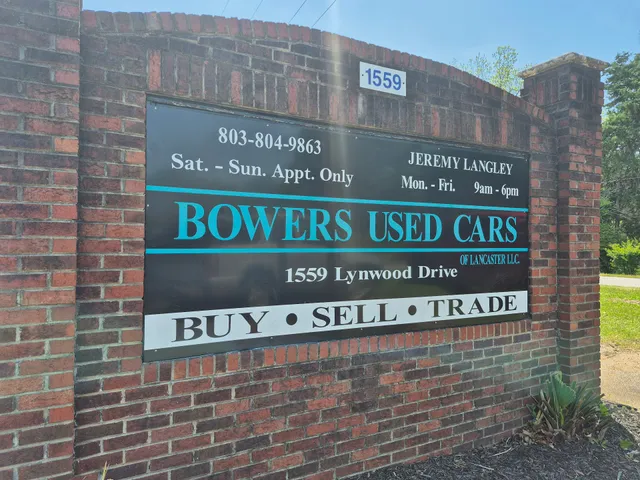 1559
803-804-9863
Sat. - Sun. Appt. Only
JEREMY LANGLEY
Mon. - Fri. 9am - 6pm
BOWERS USED CARS
OF LANCASTER LLC.
1559 Lynwood Drive
BUY • SELL • TRADE